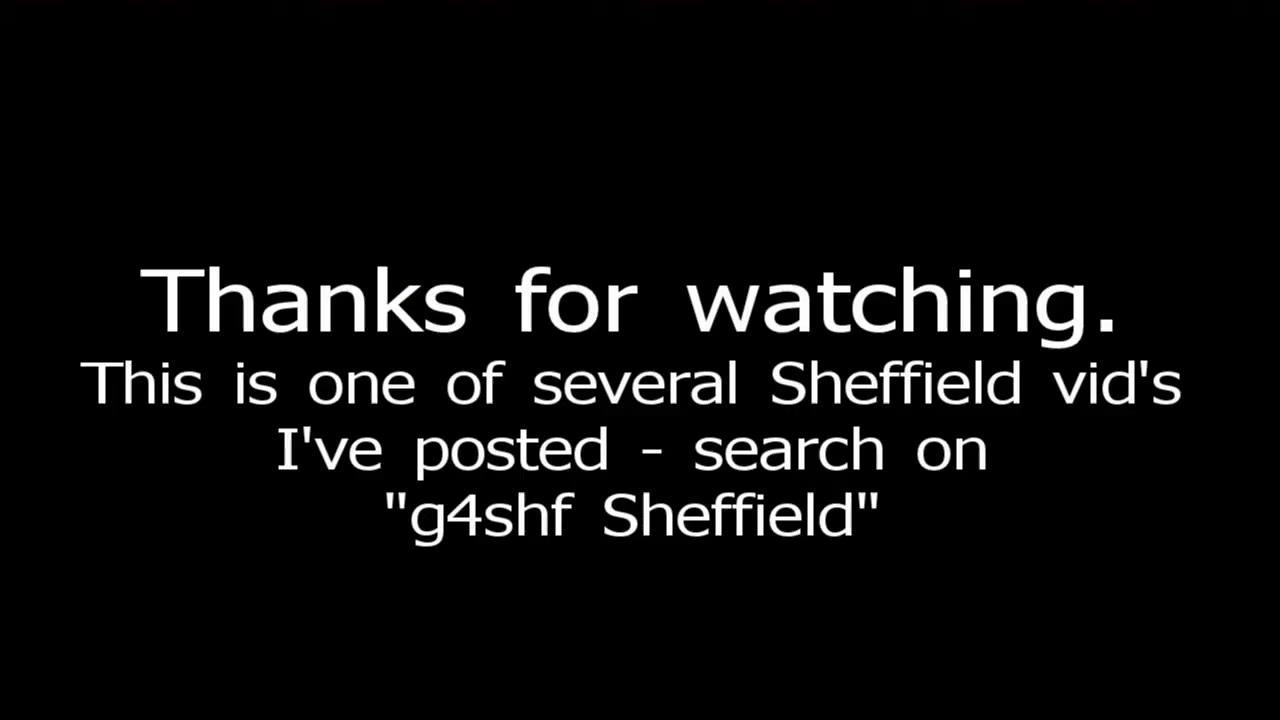 Thanks for watching.
This is one of several Sheffield vid's
I've posted - search on
"g4shf Sheffield"